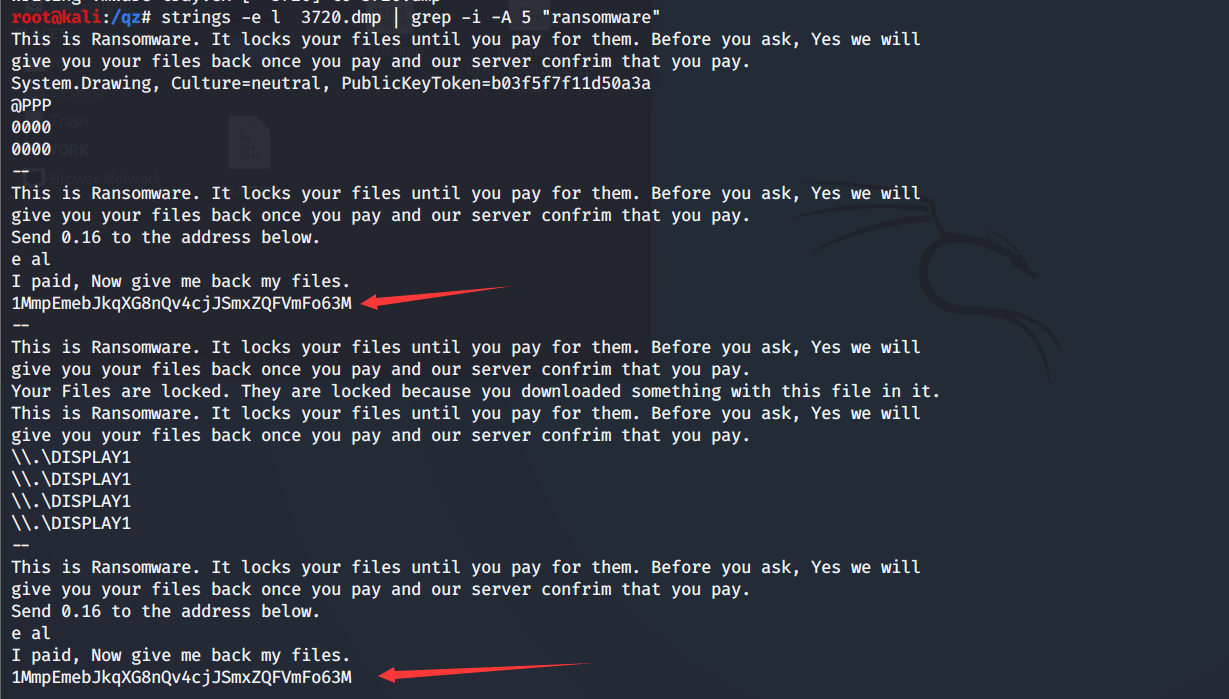 root@kali:/qz# strings -e l  3720.dmp | grep -i -A 5 "ransomware"
This is Ransomware. It locks your files until you pay for them. Before you ask, Yes we will
give you your files back once you pay and our server confrim that you pay.
System.Drawing, Culture=neutral, PublicKeyToken=b03f5f7f11d50a3a
@PPP
0000
0000
--
This is Ransomware. It locks your files until you pay for them. Before you ask, Yes we will
give you your files back once you pay and our server confrim that you pay.
Send 0.16 to the address below.
e al
I paid, Now give me back my files.
1MmpEmebJkqXG8nQv4cjJSmxZQFVmFo63M
--
This is Ransomware. It locks your files until you pay for them. Before you ask, Yes we will
give you your files back once you pay and our server confrim that you pay.
Your Files are locked. They are locked because you downloaded something with this file in it.
This is Ransomware. It locks your files until you pay for them. Before you ask, Yes we will
give you your files back once you pay and our server confrim that you pay.
\\.\DISPLAY1
\\.\DISPLAY1
\\.\DISPLAY1
\\.\DISPLAY1
--
This is Ransomware. It locks your files until you pay for them. Before you ask, Yes we will
give you your files back once you pay and our server confrim that you pay.
Send 0.16 to the address below.
e al
I paid, Now give me back my files.
1MmpEmebJkqXG8nQv4cjJSmxZQFVmFo63M